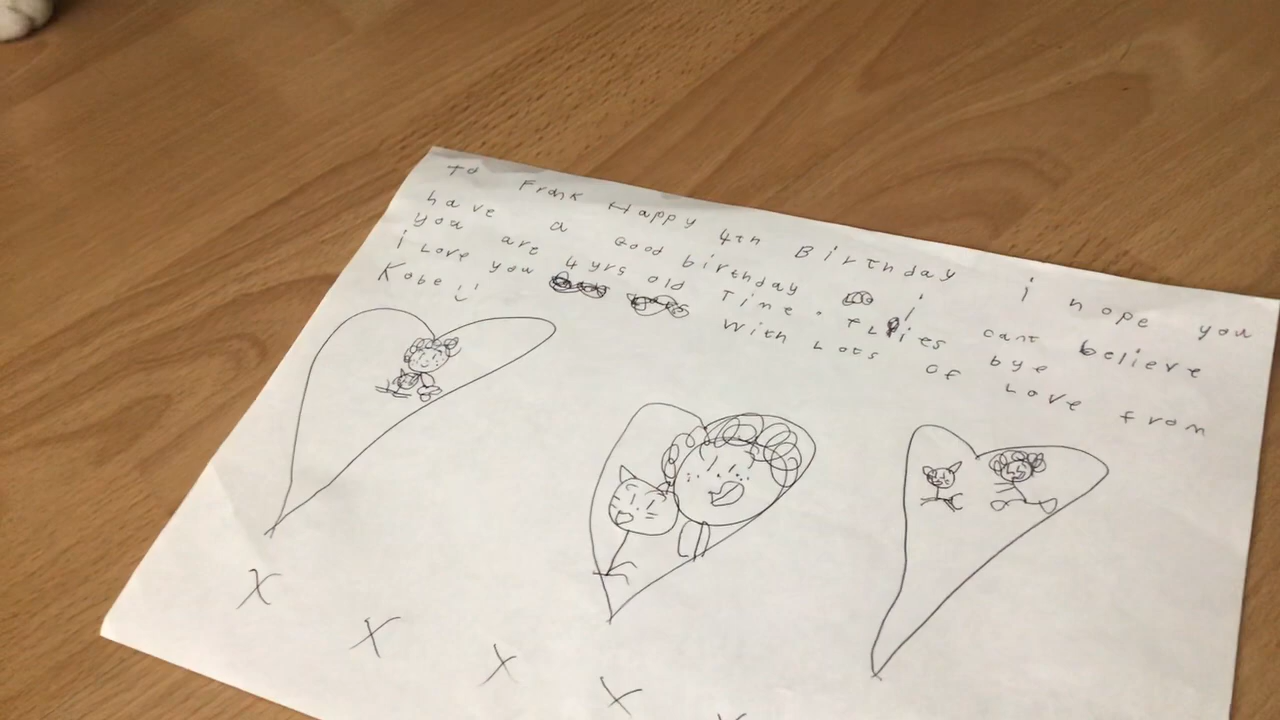 To Frank Happy 4th Birthday i hope you
have a Good birthday i cant believe
you are 4 yrs old Time . flies bye
i Love you with Lots of Love from
Kobe
X X X X